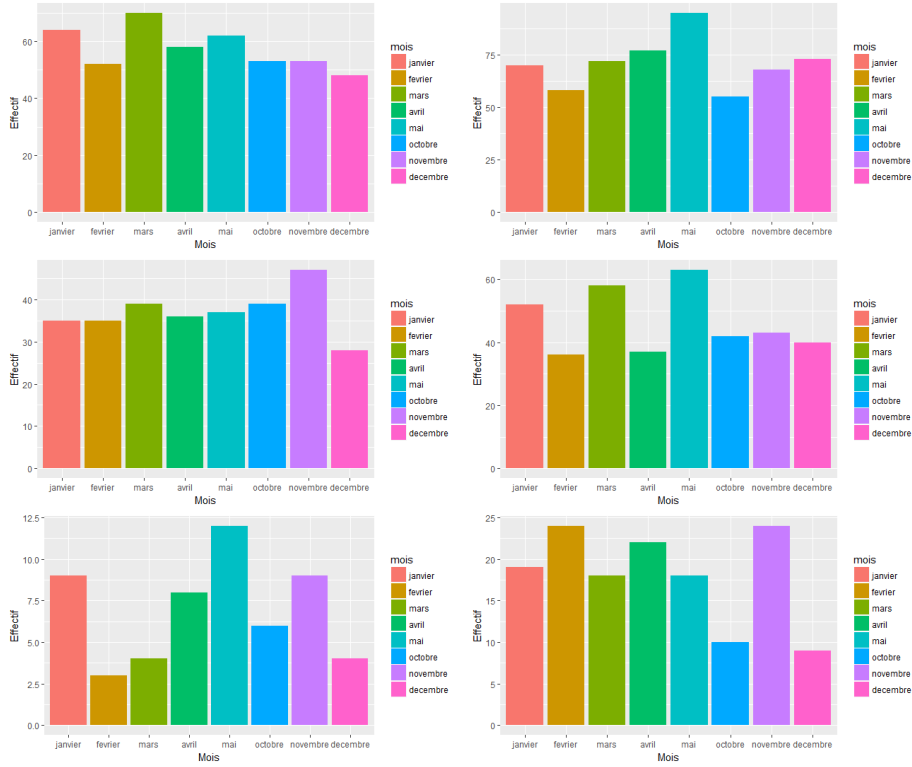 Effectif
60
40
20
0
janvier fevrier mars avril mai octobre novembre decembre
Mois
mois
janvier
fevrier
mars
avril
mai
octobre
novembre
decembre
Effectif
75
50
25
0
janvier fevrier mars avril mai octobre novembre decembre
Mois
mois
janvier
fevrier
mars
avril
mai
octobre
novembre
decembre
Effectif
40
30
20
10
0
janvier fevrier mars avril mai octobre novembre decembre
Mois
mois
janvier
fevrier
mars
avril
mai
octobre
novembre
decembre
Effectif
60
40
20
0
janvier fevrier mars avril mai octobre novembre decembre
Mois
mois
janvier
fevrier
mars
avril
mai
octobre
novembre
decembre
Effectif
12.5
10.0
7.5
5.0
2.5
0.0
janvier fevrier mars avril mai octobre novembre decembre
Mois
mois
janvier
fevrier
mars
avril
mai
octobre
novembre
decembre
Effectif
25
20
15
10
5
0
janvier fevrier mars avril mai octobre novembre decembre
Mois
mois
janvier
fevrier
mars
avril
mai
octobre
novembre
decembre